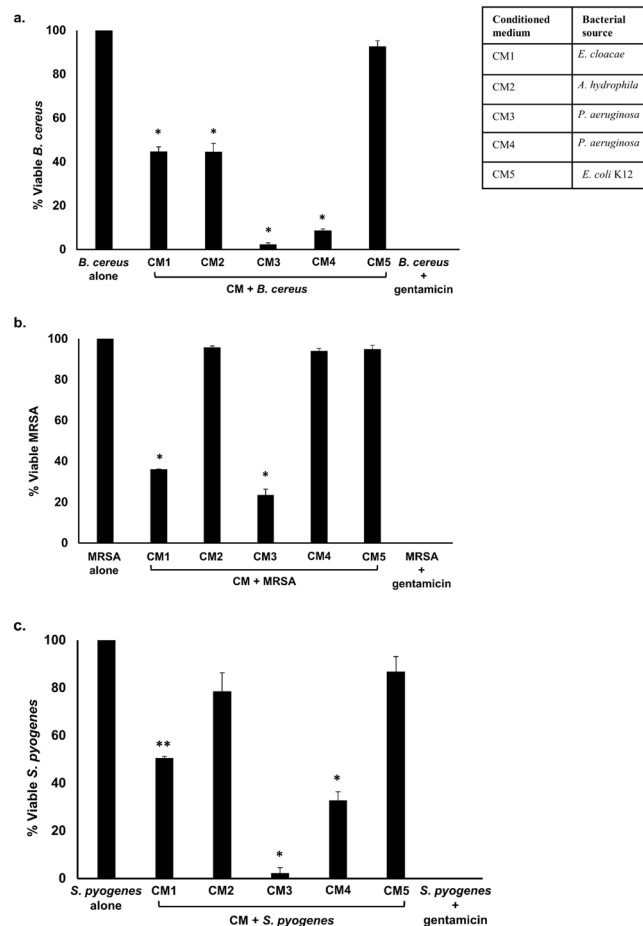 a.
% Viable B. cereus
100
80
60
40
20
0
*
*
*
*
B. cereus
alone
CM1
CM2
CM3
CM4
CM5
B. cereus
+
gentamicin
CM + B. cereus
Conditioned
medium
Bacterial
source
CM1
E. cloacae
CM2
A. hydrophila
CM3
P. aeruginosa
CM4
P. aeruginosa
CM5
E. coli K12
b.
% Viable MRSA
100
80
60
40
20
0
*
*
MRSA
alone
CM1
CM2
CM3
CM4
CM5
MRSA
+
gentamicin
CM + MRSA
c.
% Viable S. pyogenes
100
80
60
40
20
0
**
*
*
S. pyogenes
alone
CM1
CM2
CM3
CM4
CM5
S. pyogenes
+
gentamicin
CM + S. pyogenes